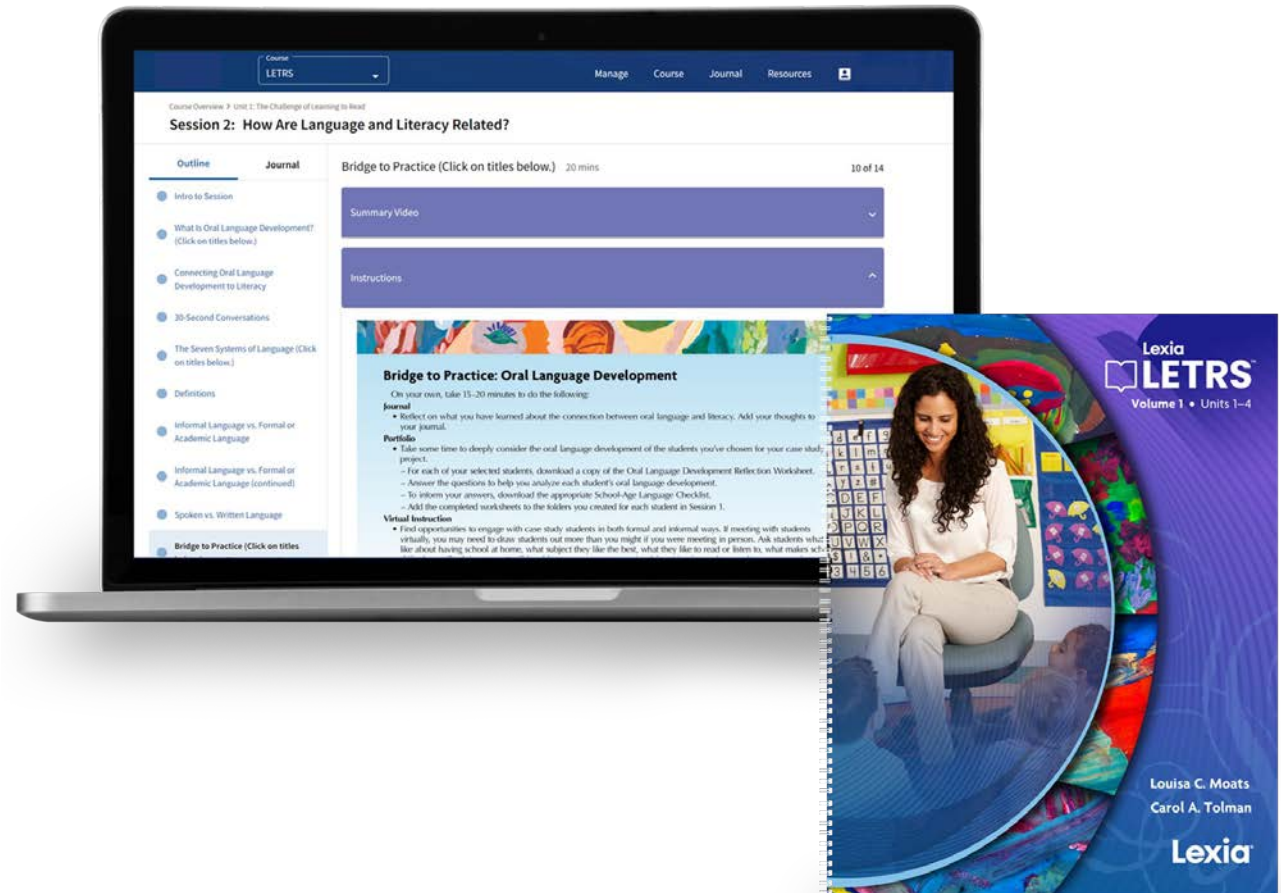 Course
LETRS
Manage Course Journal Resources
Course Overview > Unit 1: The Challenge of Learning to Read
Session 2: How Are Language and Literacy Related?
Outline Journal
Intro to Session
What Is Oral Language Development?
(Click on titles below.)
Connecting Oral Language
Development to Literacy
30-Second Conversations
The Seven Systems of Language (Click
on titles below.)
Definitions
Informal Language vs. Formal or
Academic Language
Informal Language vs. Formal or
Academic Language (continued)
Spoken vs. Written Language
Bridge to Practice (Click on titles
Bridge to Practice (Click on titles below.) 20 mins 10 of 14
Summary Video
Instructions
Bridge to Practice: Oral Language Development
On your own, take 15–20 minutes to do the following:
Journal
• Reflect on what you have learned about the connection between oral language and literacy. Add your thoughts to
your journal.
Portfolio
• Take some time to deeply consider the oral language development of the students you've chosen for your case study
project.
– For each of your selected students, download a copy of the Oral Language Development Reflection Worksheet.
– Answer the questions to help you analyze each student's oral language development.
– To inform your answers, download the appropriate School-Age Language Checklist.
– Add the completed worksheets to the folders you created for each student in Session 1.
Virtual Instruction
• Find opportunities to engage with case study students in both formal and informal ways. If meeting with students
virtually, you may need to draw students out more than you might if you were meeting in person. Ask students what
like about having school at home, what subject they like the best, what they like to read or listen to, what makes
Lexia
LETRS™
Volume 1 • Units 1–4
d e f g
k l m
r s t u
y z #
D E F
J K L
P Q R
U V W X
$ 1 & •
3 4 5 6
Louisa C. Moats
Carol A. Tolman
Lexia